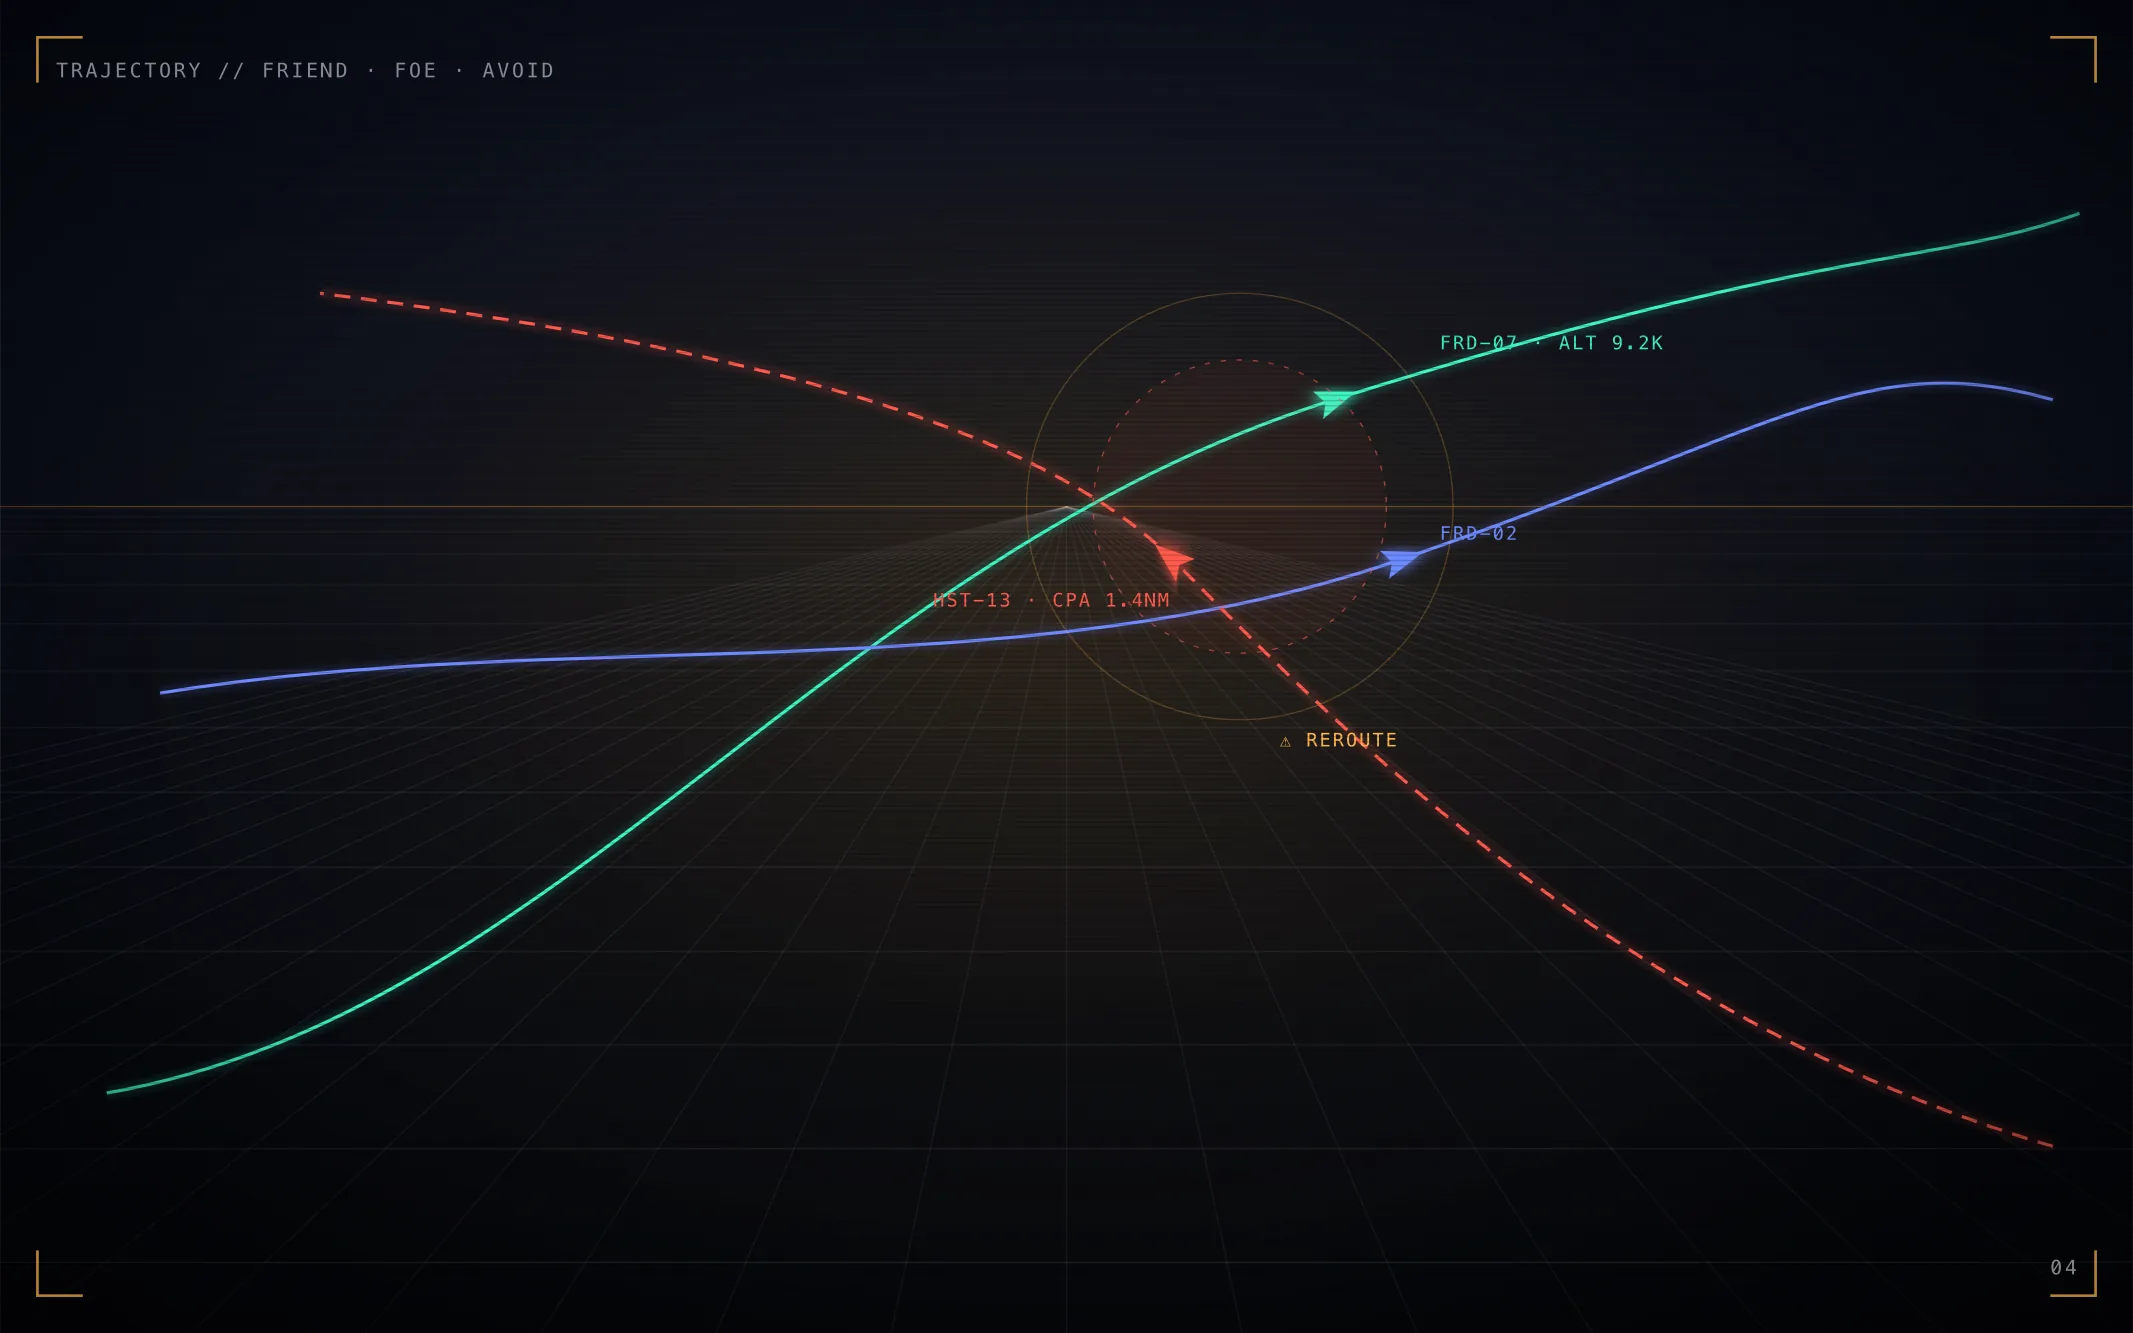 TRAJECTORY // FRIEND · FOE · AVOID
FRD-07 · ALT 9.2K
FRD-02
HST-13 · CPA 1.4NM
⚠ REROUTE
04